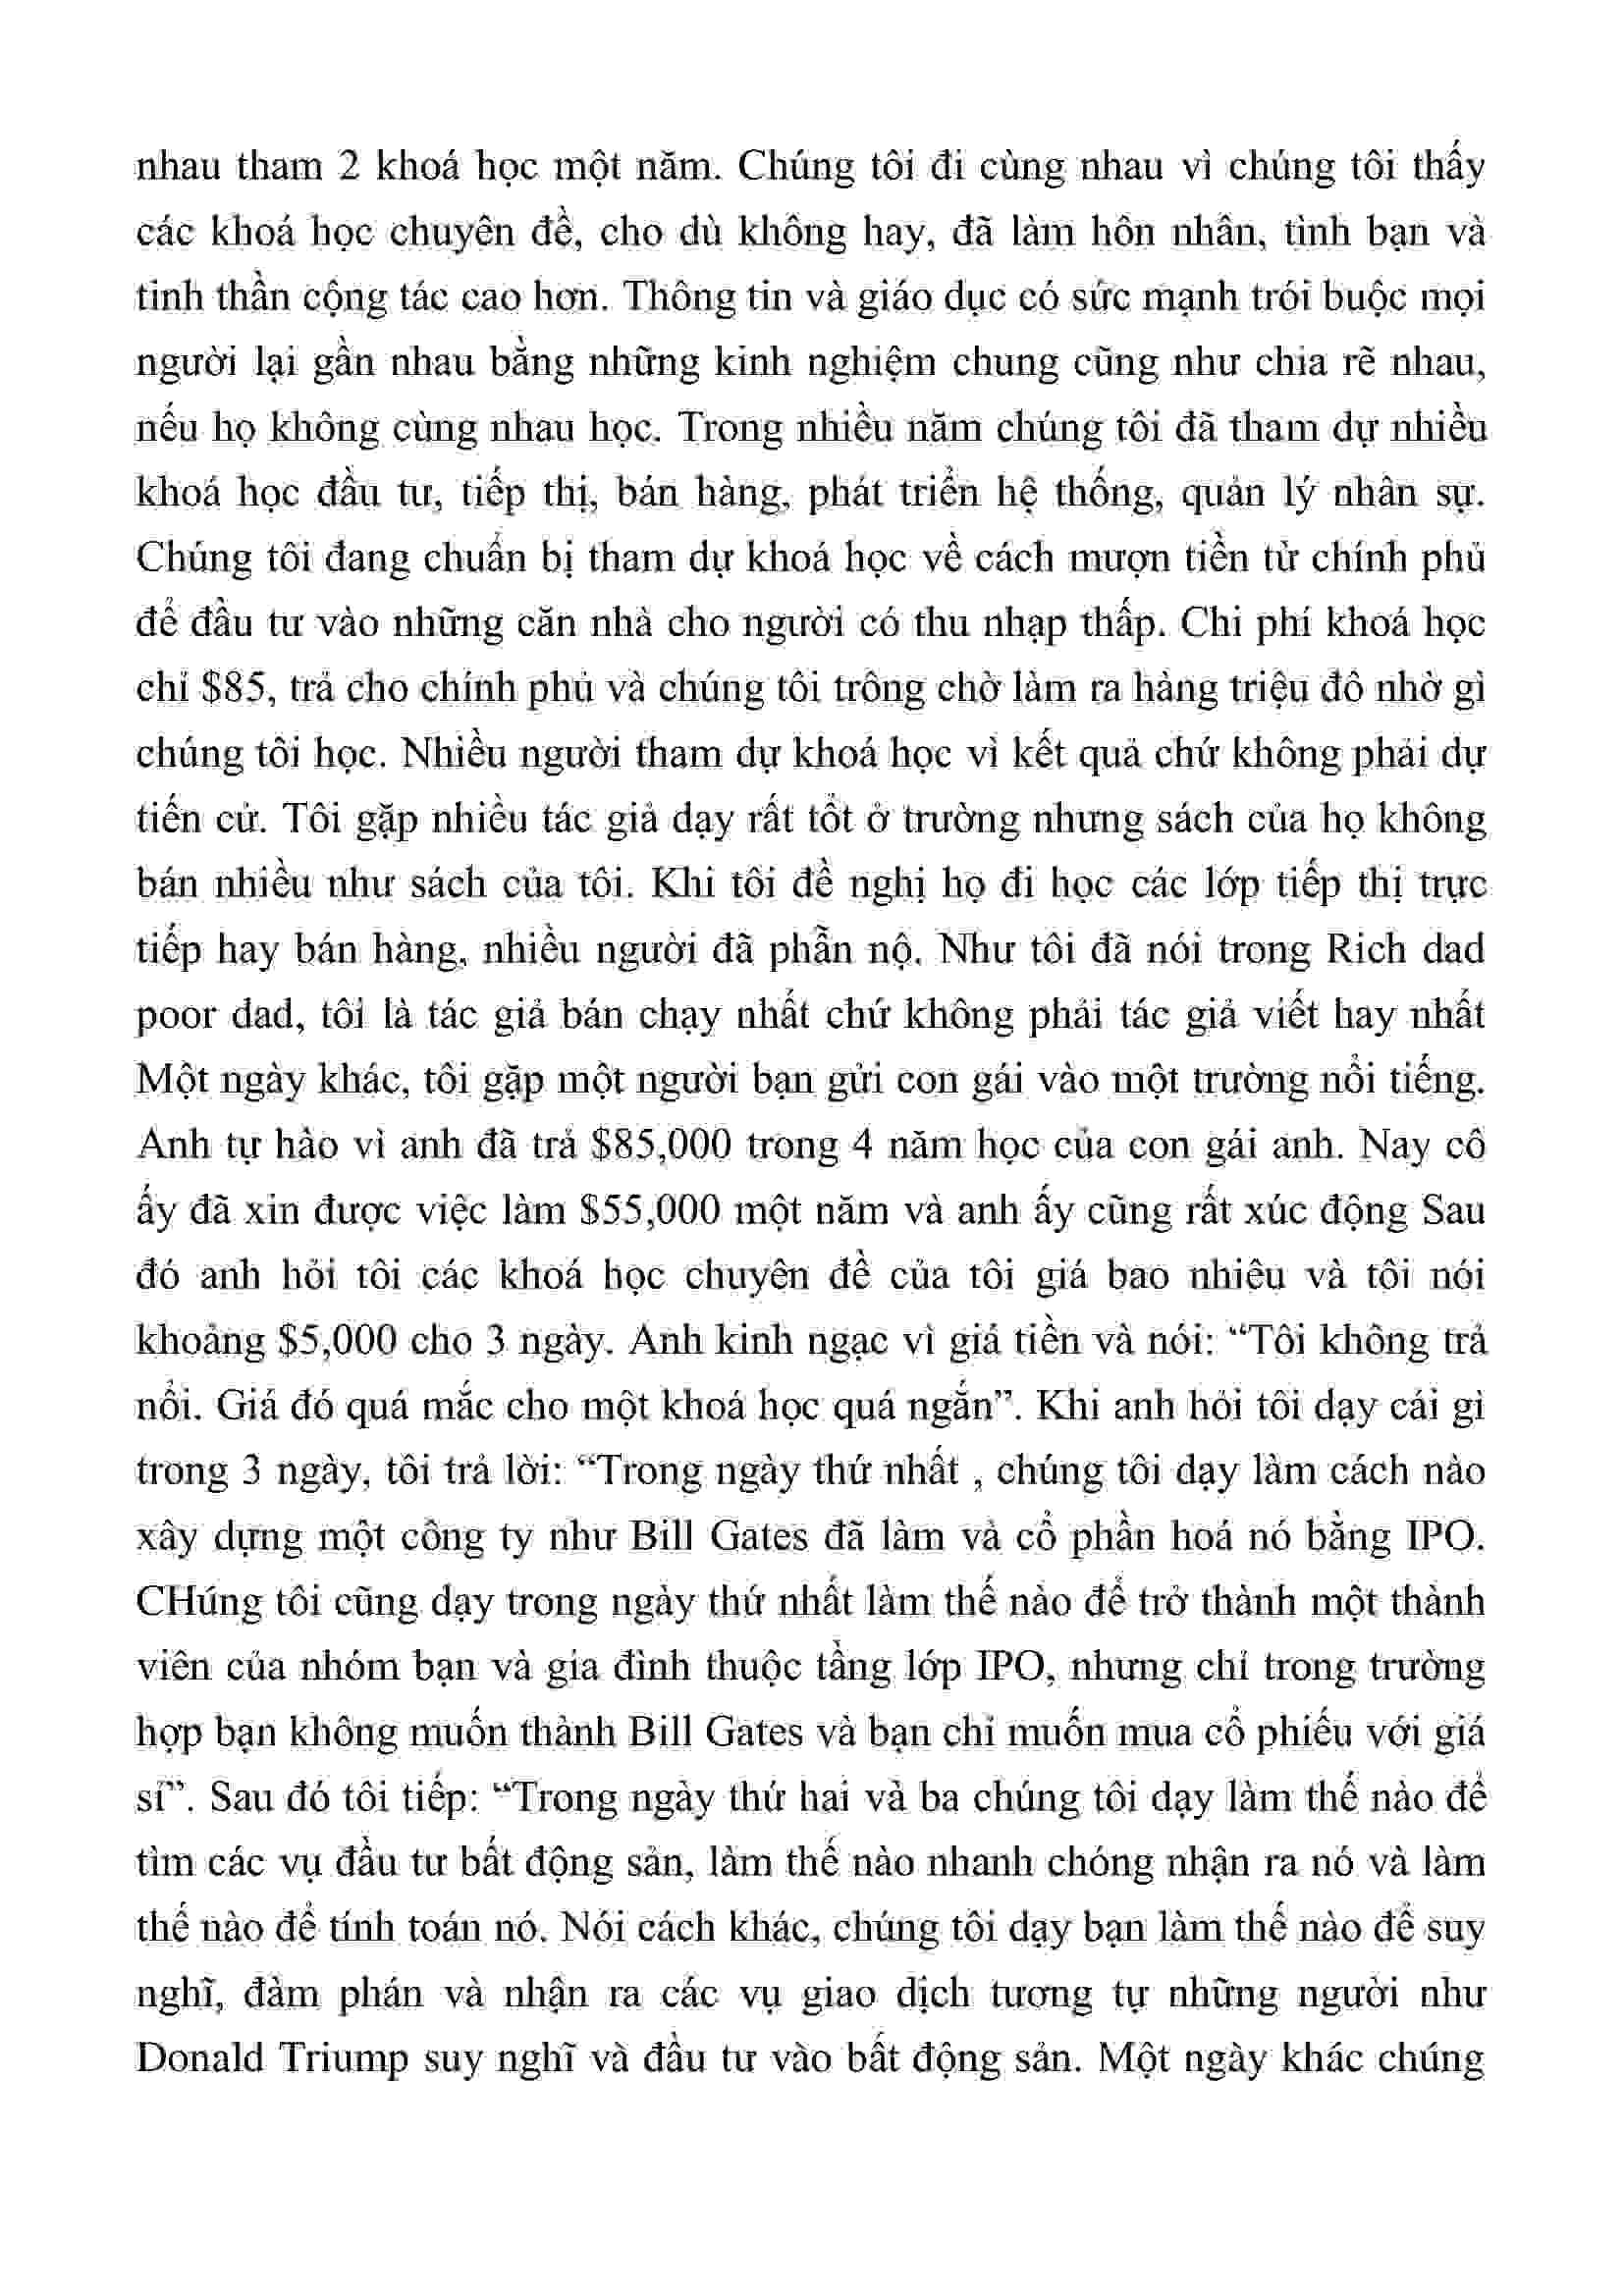 nhau tham 2 khoá học một năm. Chúng tôi đi cùng nhau vì chúng tôi thấy
các khoá học chuyên đề, cho dù không hay, đã làm hôn nhân, tình bạn và
tinh thần cộng tác cao hơn. Thông tin và giáo dục có sức mạnh trói buộc mọi
người lại gần nhau bằng những kinh nghiệm chung cũng như chia rẽ nhau,
nếu họ không cùng nhau học. Trong nhiều năm chúng tôi đã tham dự nhiều
khoá học đầu tư, tiếp thị, bán hàng, phát triển hệ thống, quản lý nhân sự.
Chúng tôi đang chuẩn bị tham dự khoá học về cách mượn tiền từ chính phủ
để đầu tư vào những căn nhà cho người có thu nhạp thấp. Chi phí khoá học
chỉ $85, trả cho chính phủ và chúng tôi trông chờ làm ra hàng triệu đô nhờ gì
chúng tôi học. Nhiều người tham dự khoá học vì kết quả chứ không phải dự
tiến cử. Tôi gặp nhiều tác giả dạy rất tốt ở trường nhưng sách của họ không
bán nhiều như sách của tôi. Khi tôi đề nghị họ đi học các lớp tiếp thị trực
tiếp hay bán hàng, nhiều người đã phẫn nộ. Như tôi đã nói trong Rich dad
poor dad, tôi là tác giả bán chạy nhất chứ không phải tác giả viết hay nhất
Một ngày khác, tôi gặp một người bạn gửi con gái vào một trường nổi tiếng.
Anh tự hào vì anh đã trả $85,000 trong 4 năm học của con gái anh. Nay cô
ấy đã xin được việc làm $55,000 một năm và anh ấy cũng rất xúc động Sau
đó anh hỏi tôi các khoá học chuyên đề của tôi giá bao nhiêu và tôi nói
khoảng $5,000 cho 3 ngày. Anh kinh ngạc vì giá tiền và nói: “Tôi không trả
nổi. Giá đó quá mắc cho một khoá học quá ngắn”. Khi anh hỏi tôi dạy cái gì
trong 3 ngày, tôi trả lời: “Trong ngày thứ nhất , chúng tôi dạy làm cách nào
xây dựng một công ty như Bill Gates đã làm và cổ phần hoá nó bằng IPO.
CHúng tôi cũng dạy trong ngày thứ nhất làm thế nào để trở thành một thành
viên của nhóm bạn và gia đình thuộc tầng lớp IPO, nhưng chỉ trong trường
hợp bạn không muốn thành Bill Gates và bạn chỉ muốn mua cổ phiếu với giá
sỉ”. Sau đó tôi tiếp: “Trong ngày thứ hai và ba chúng tôi dạy làm thế nào để
tìm các vụ đầu tư bất động sản, làm thế nào nhanh chóng nhận ra nó và làm
thế nào để tính toán nó. Nói cách khác, chúng tôi dạy bạn làm thế nào để suy
nghĩ, đàm phán và nhận ra các vụ giao dịch tương tự những người như
Donald Triump suy nghĩ và đầu tư vào bất động sản. Một ngày khác chúng